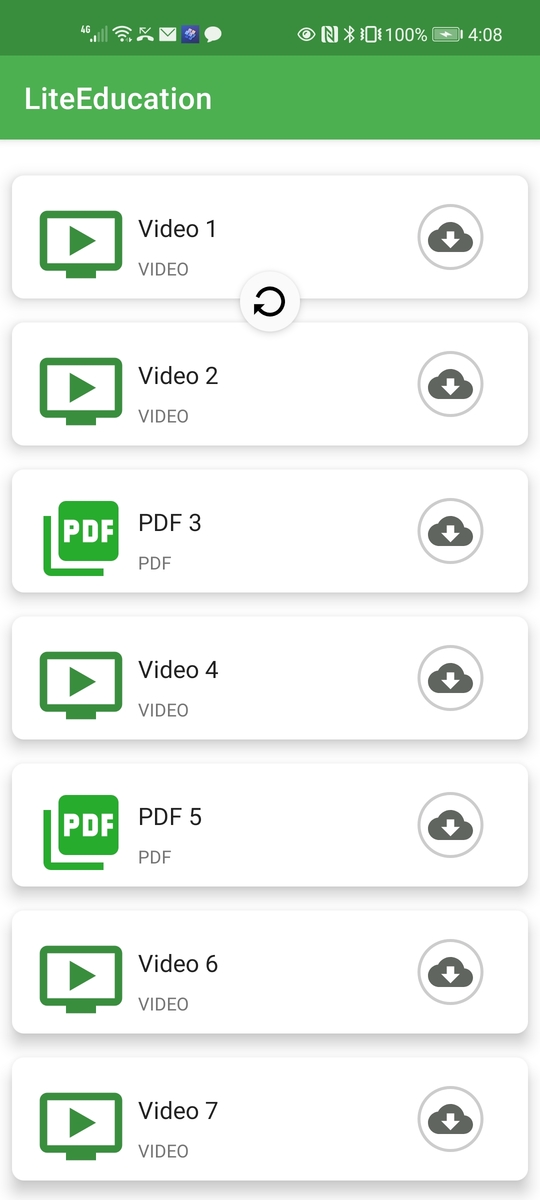 4G 100% 4:08
LiteEducation
Video 1
VIDEO
Video 2
VIDEO
PDF PDF 3
PDF
Video 4
VIDEO
PDF PDF 5
PDF
Video 6
VIDEO
Video 7
VIDEO